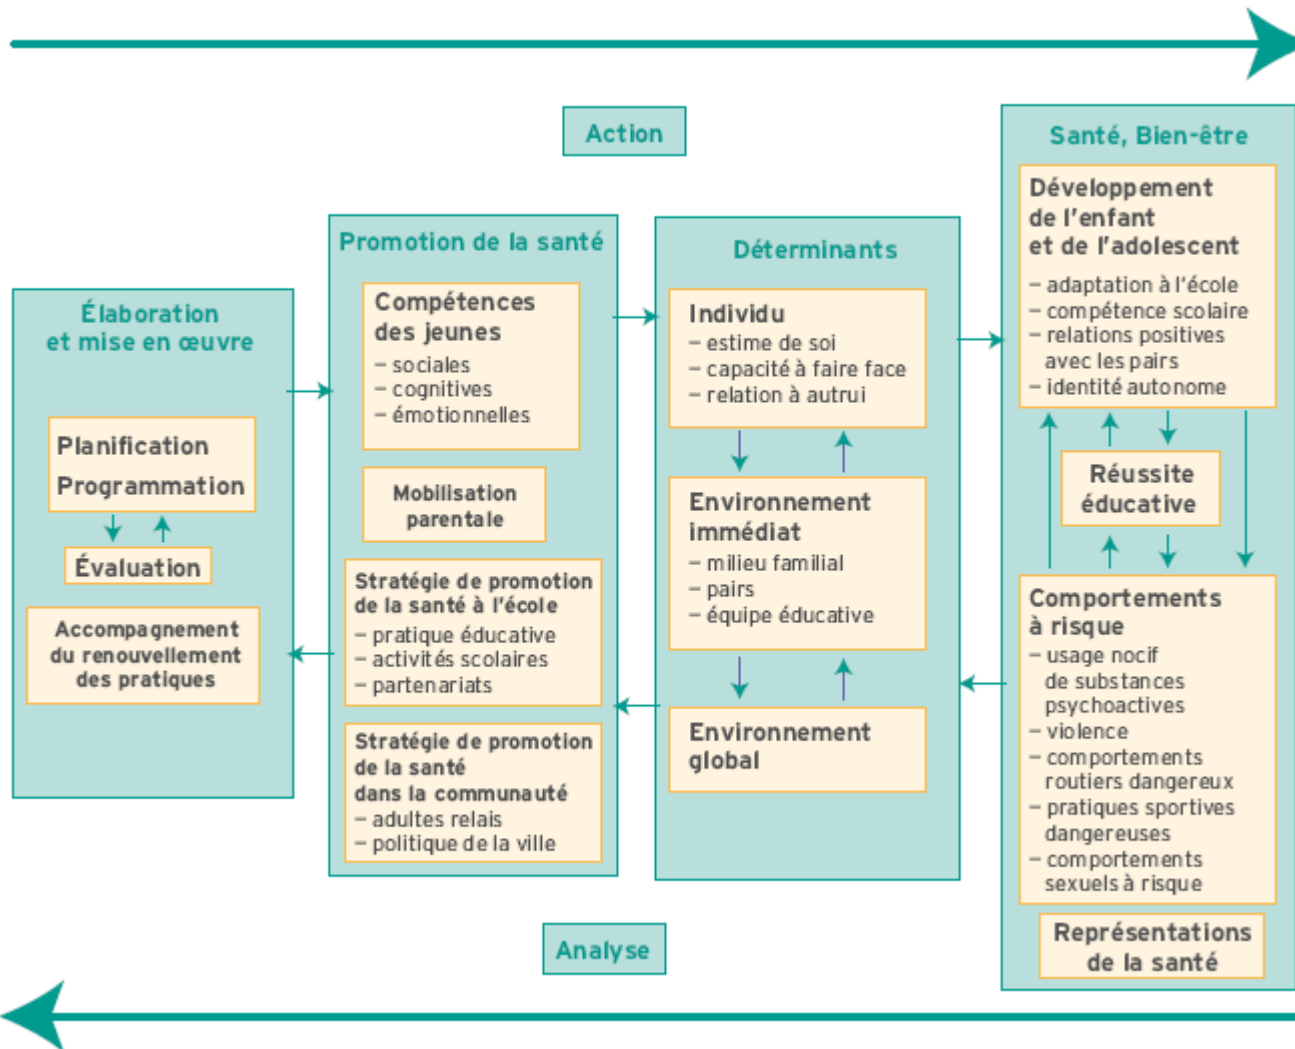 Action
Élaboration
et mise en œuvre
Planification
Programmation
Évaluation
Accompagnement
du renouvellement
des pratiques
Promotion de la santé
Compétences
des jeunes
– sociales
– cognitives
– émotionnelles
Mobilisation
parentale
Stratégie de promotion
de la santé à l'école
– pratique éducative
– activités scolaires
– partenariats
Stratégie de promotion
de la santé
dans la communauté
– adultes relais
– politique de la ville
Déterminants
Individu
– estime de soi
– capacité à faire face
– relation à autrui
Environnement
immédiat
– milieu familial
– pairs
– équipe éducative
Environnement
global
Santé, Bien-être
Développement
de l'enfant
et de l'adolescent
– adaptation à l'école
– compétence scolaire
– relations positives
avec les pairs
– identité autonome
Réussite
éducative
Comportements
à risque
– usage nocif
de substances
psychoactives
– violence
– comportements
routiers dangereux
– pratiques sportives
dangereuses
– comportements
sexuels à risque
Représentations
de la santé
Analyse